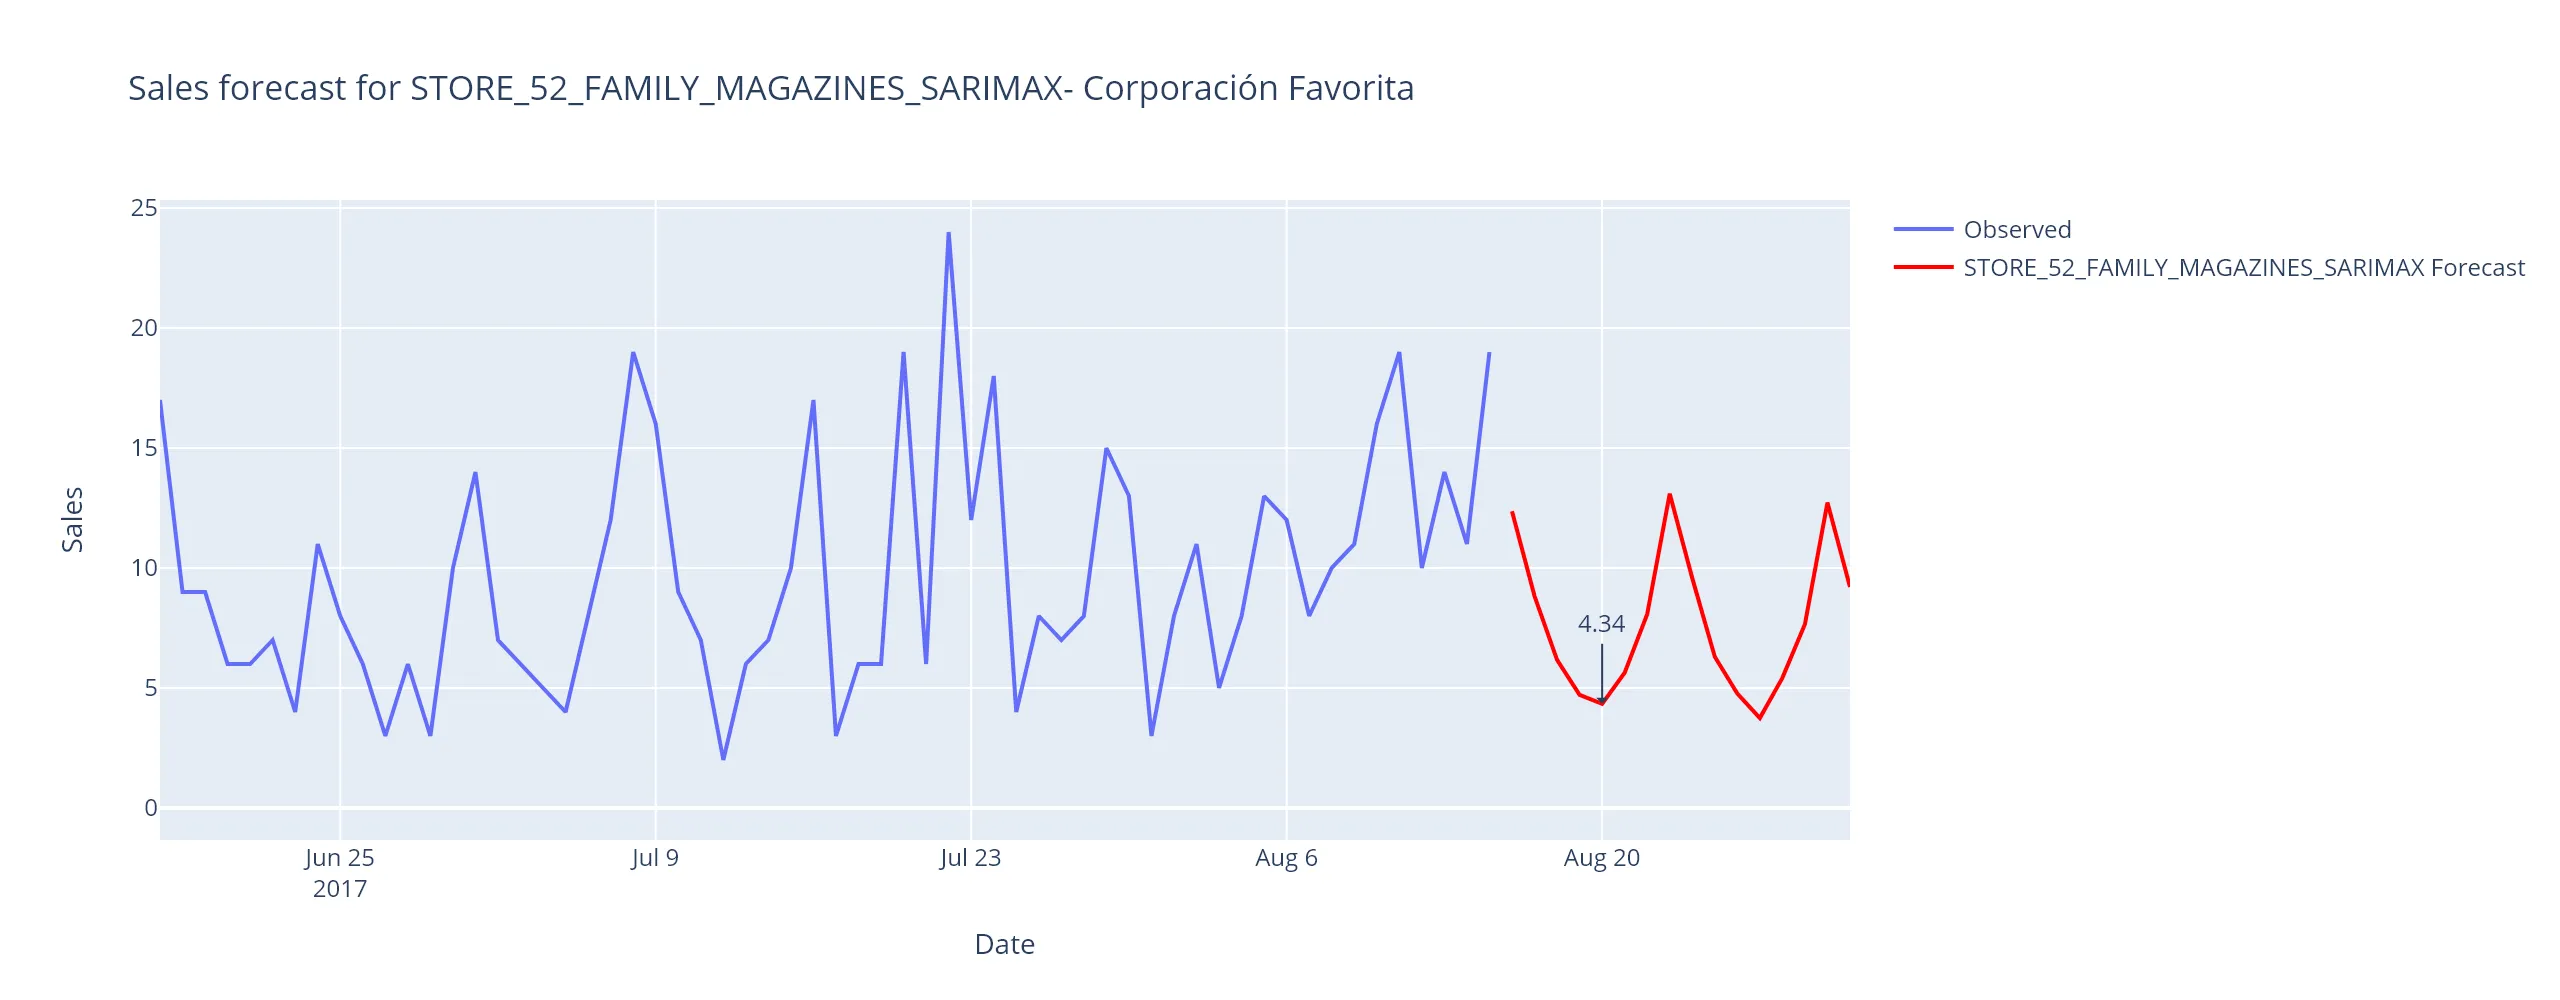 Sales forecast for STORE_52_FAMILY_MAGAZINES_SARIMAX- Corporación Favorita
Observed
STORE_52_FAMILY_MAGAZINES_SARIMAX Forecast
25
20
15
10
5
0
Sales
4.34
Jun 25
2017
Jul 9
Jul 23
Aug 6
Aug 20
Date